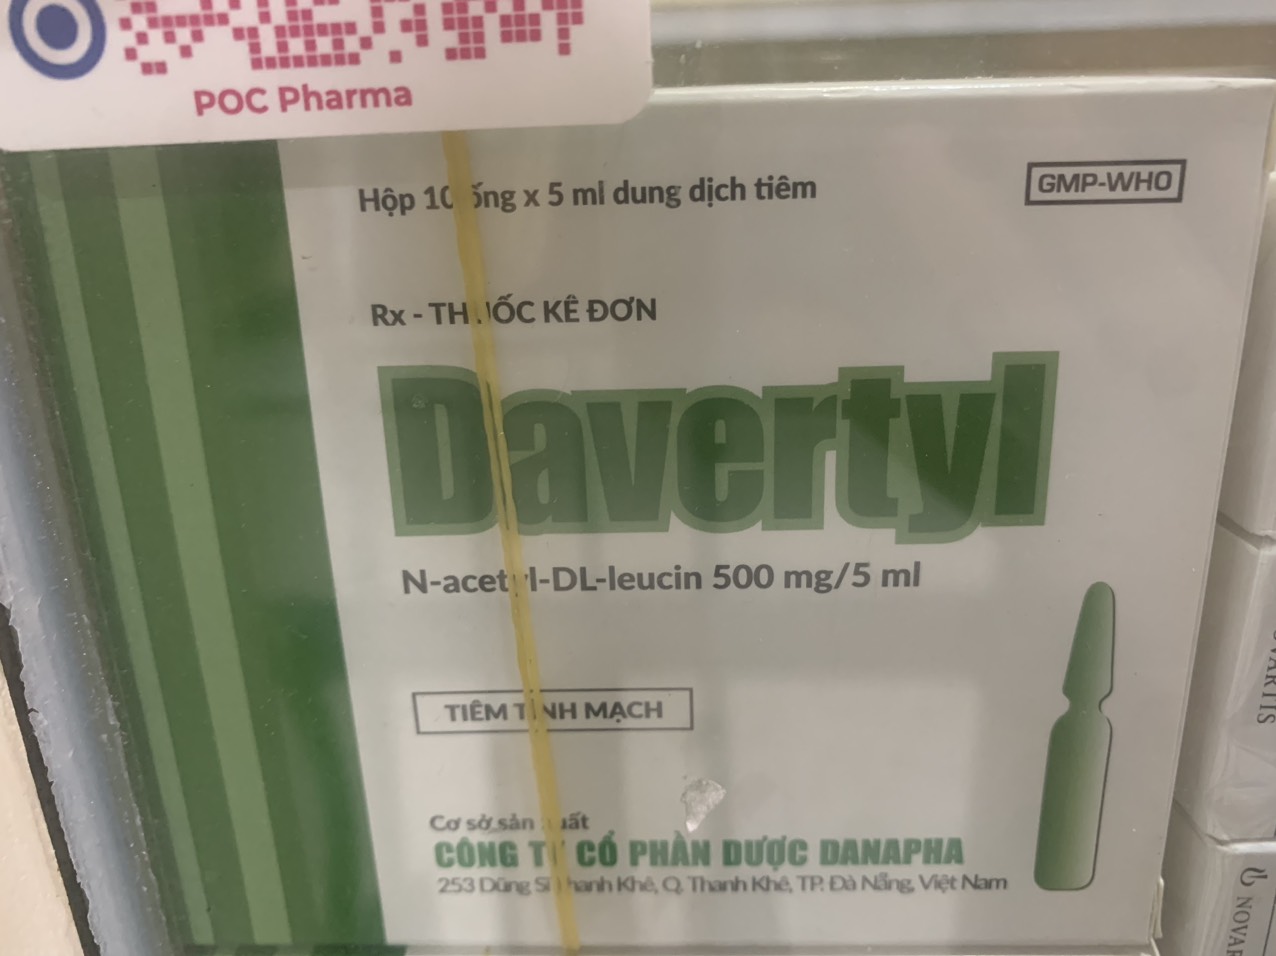 POC Pharma
Hộp 10 ống x 5 ml dung dịch tiêm
GMP-WHO
Rx - THUỐC KÊ ĐƠN
Davertyl
N-acetyl-DL-leucin 500 mg/5 ml
TIÊM TĨNH MẠCH
Cơ sở sản xuất
CÔNG TY CỔ PHẦN DƯỢC DANAPHA
253 Dũng Sĩ Thanh Khê, Q. Thanh Khê, TP. Đà Nẵng, Việt Nam